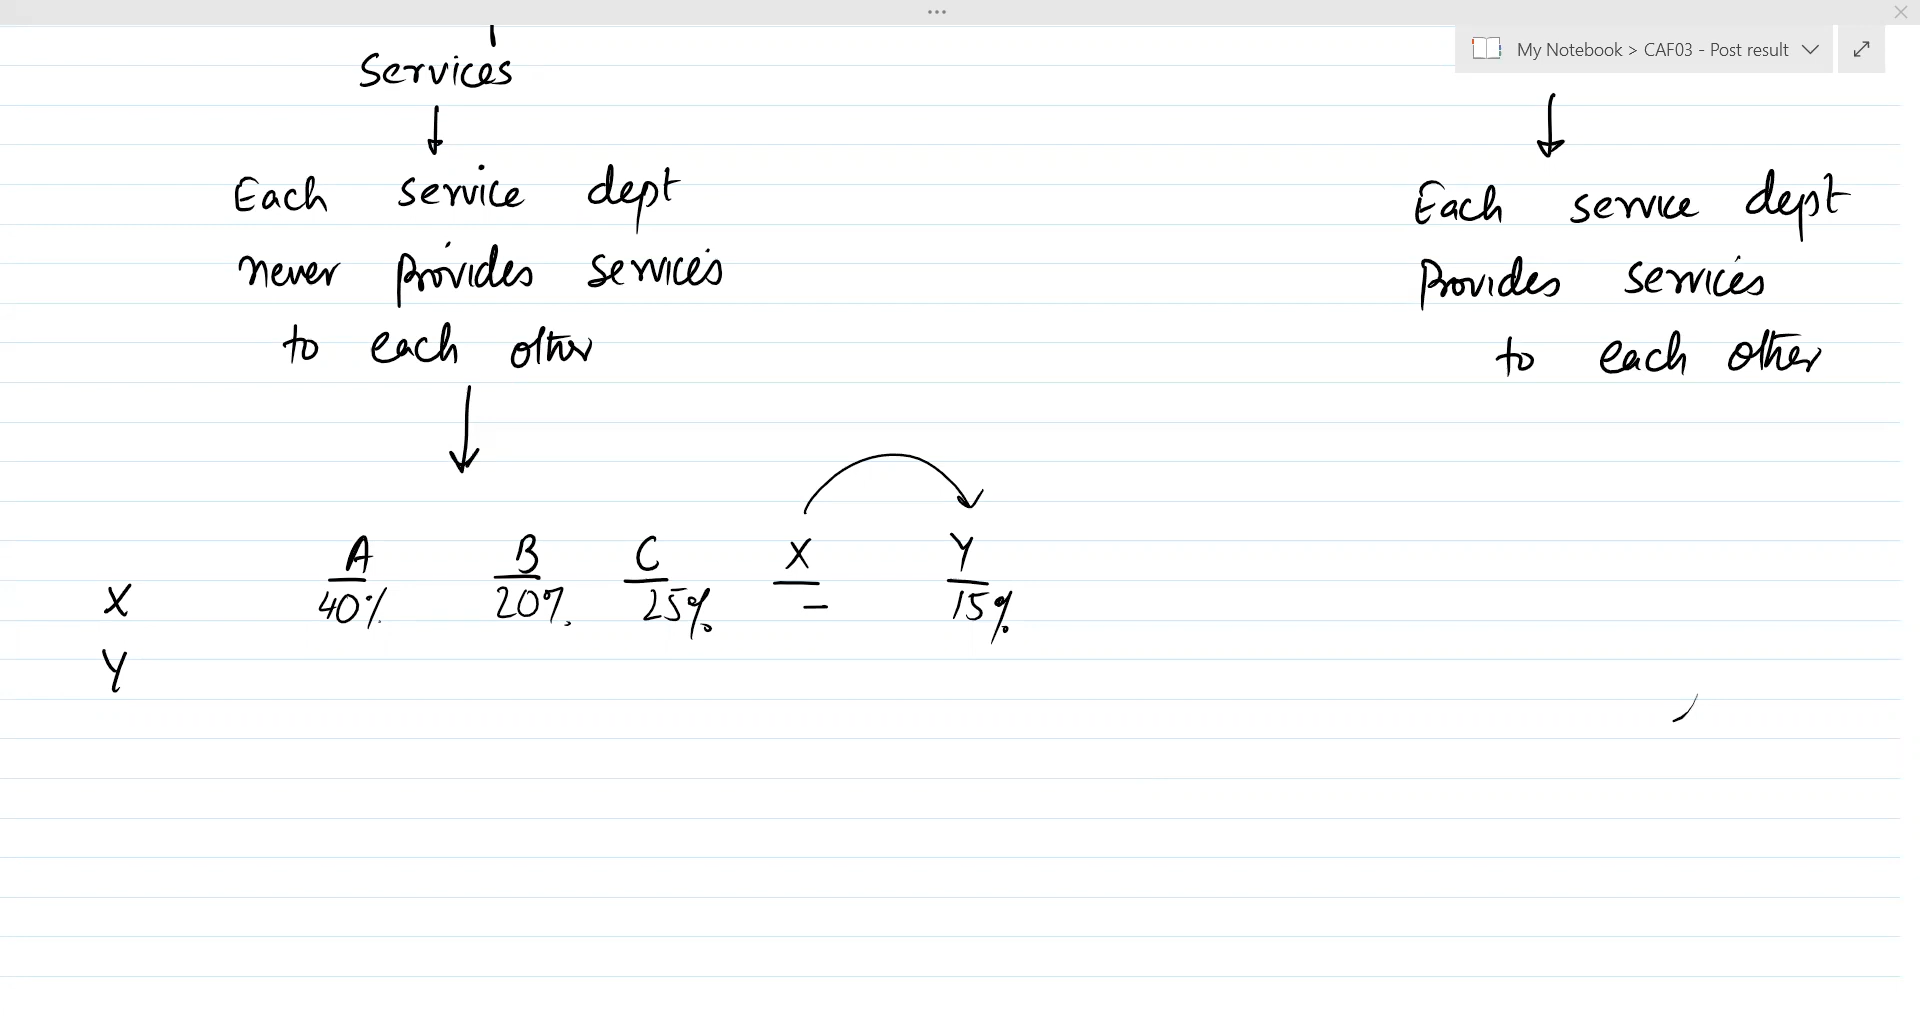 My Notebook > CAF03 - Post result
Services
Each service dept
never provides services
to each other
Each service dept
Provides services
to each other
A B C X Y
X 40% 20% 25% – 15%
Y